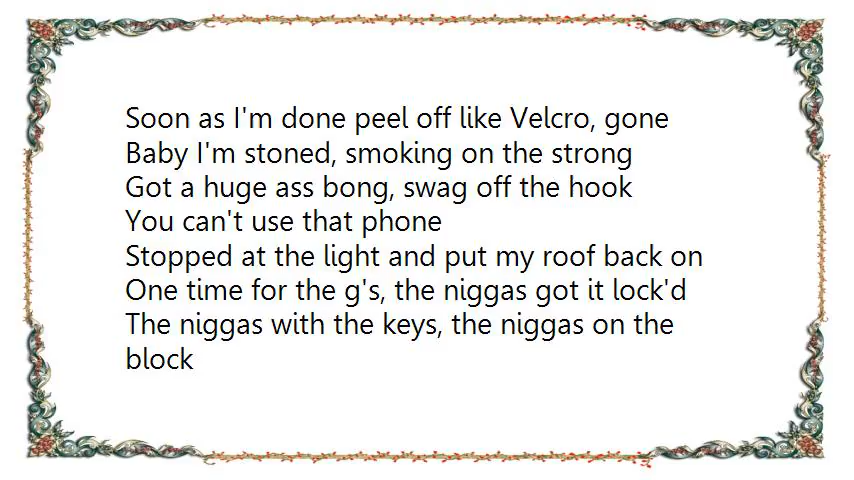 Soon as I'm done peel off like Velcro, gone
Baby I'm stoned, smoking on the strong
Got a huge ass bong, swag off the hook
You can't use that phone
Stopped at the light and put my roof back on
One time for the g's, the niggas got it lock'd
The niggas with the keys, the niggas on the
block